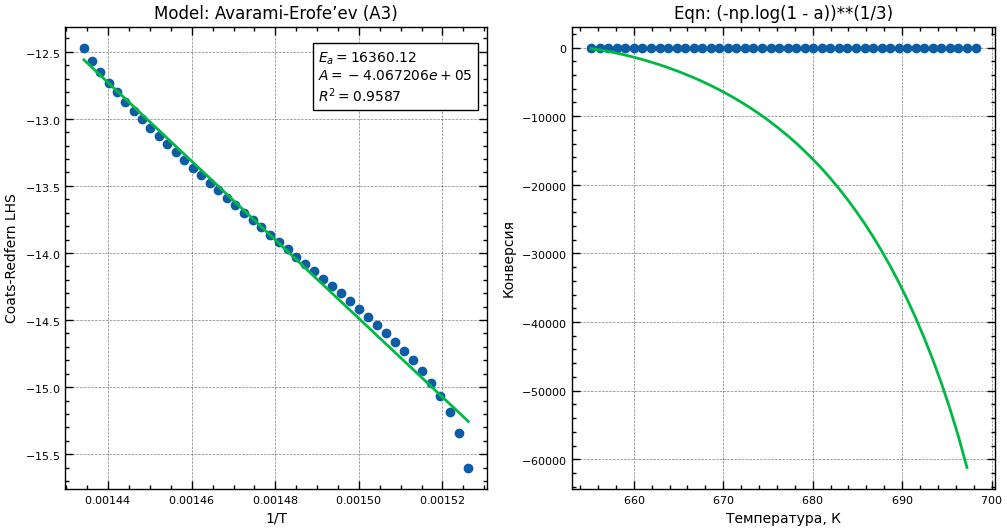 Model: Avarami-Erofe’ev (A3)
Eqn: (-np.log(1 - a))**(1/3)
E_a = 16360.12
A = −4.067206e + 05
R² = 0.9587
Coats-Redfern LHS
−12.5
−13.0
−13.5
−14.0
−14.5
−15.0
−15.5
0.00144
0.00146
0.00148
0.00150
0.00152
1/T
Конверсия
0
−10000
−20000
−30000
−40000
−50000
−60000
660
670
680
690
700
Температура, К